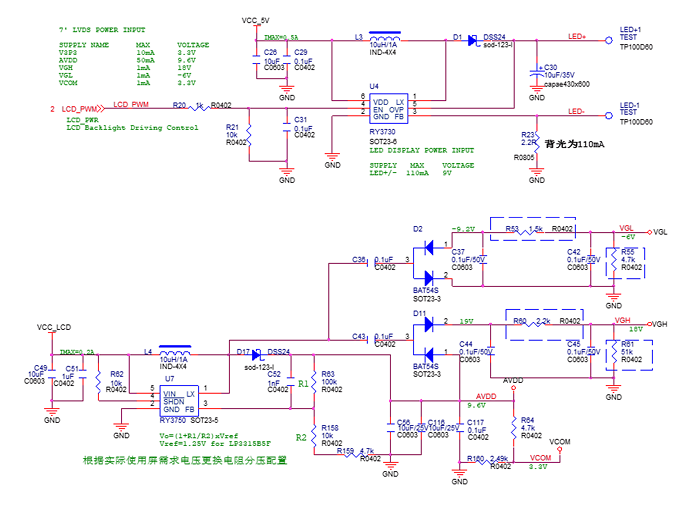 7' LVDS POWER INPUT
SUPPLY NAME MAX VOLTAGE
V3P3 10mA 3.3V
AVDD 50mA 9.6V
VGH 1mA 18V
VGL 1mA -6V
VCOM 1mA 3.3V
VCC_5V
IMAX=0.5A
C26
10uF
C0603
C29
0.1uF
C0402
GND
L3
10uH/1A
IND-4X4
D1 DSS24
sod-123-l
LED+
LED+1
TEST
TP100D60
C30
10uF/35V
capae430x600
GND
2 LCD_PWM
LCD_PWM
R20 1k R0402
LCD_PWR
LCD Backlight Driving Control
R21
10k
R0402
C31
0.1uF
C0402
GND
U4
6 VDD LX 1
4 EN OVP 5
2 GND FB 3
RY3730
SOT23-6
GND
LED-
LED-1
TEST
TP100D60
R23
2.2R
R0805
背光为110mA
GND
LED DISPLAY POWER INPUT
SUPPLY MAX VOLTAGE
LED+/- 110mA 9V
D2
-9.2V
R53 1.5k R0402
VGL
-6V
VGL
C36 0.1uF
C0402
1
3
2
BAT54S
SOT23-3
C37
0.1uF/50V
C0603
C42
0.1uF/50V
C0603
R55
4.7k
R0402
GND
D11
19V
R60 2.2k R0402
VGH
18V
VGH
C43 0.1uF
C0402
2
3
1
BAT54S
SOT23-3
C44
0.1uF/50V
C0603
C45
0.1uF/50V
C0603
R61
51k
R0402
GND
VCC_LCD
IMAX=0.2A
C49
10uF
C0603
C51
1uF
C0402
GND
R62
10k
R0402
L4
10uH/1A
IND-4X4
U7
5 VIN LX 1
4 SHDN
2 GND FB 3
RY3750 SOT23-5
GND
D17 DSS24
sod-123-l
C52
1nF
C0402
R1
R63
100k
R0402
R2
R158
10k
R0402
R159 4.7k
R0402
Vo=(1+R1/R2)xVref
Vref=1.25V for LP3315B5F
根据实际使用屏需求电压更换电阻分压配置
AVDD
9.6V
AVDD
C56
10uF/25V
C0603
C116
10uF/25V
C0603
GND
C117
0.1uF
C0402
GND
R64
4.7k
R0402
R160 2.49k
R0402
VCOM
3.3V
VCOM